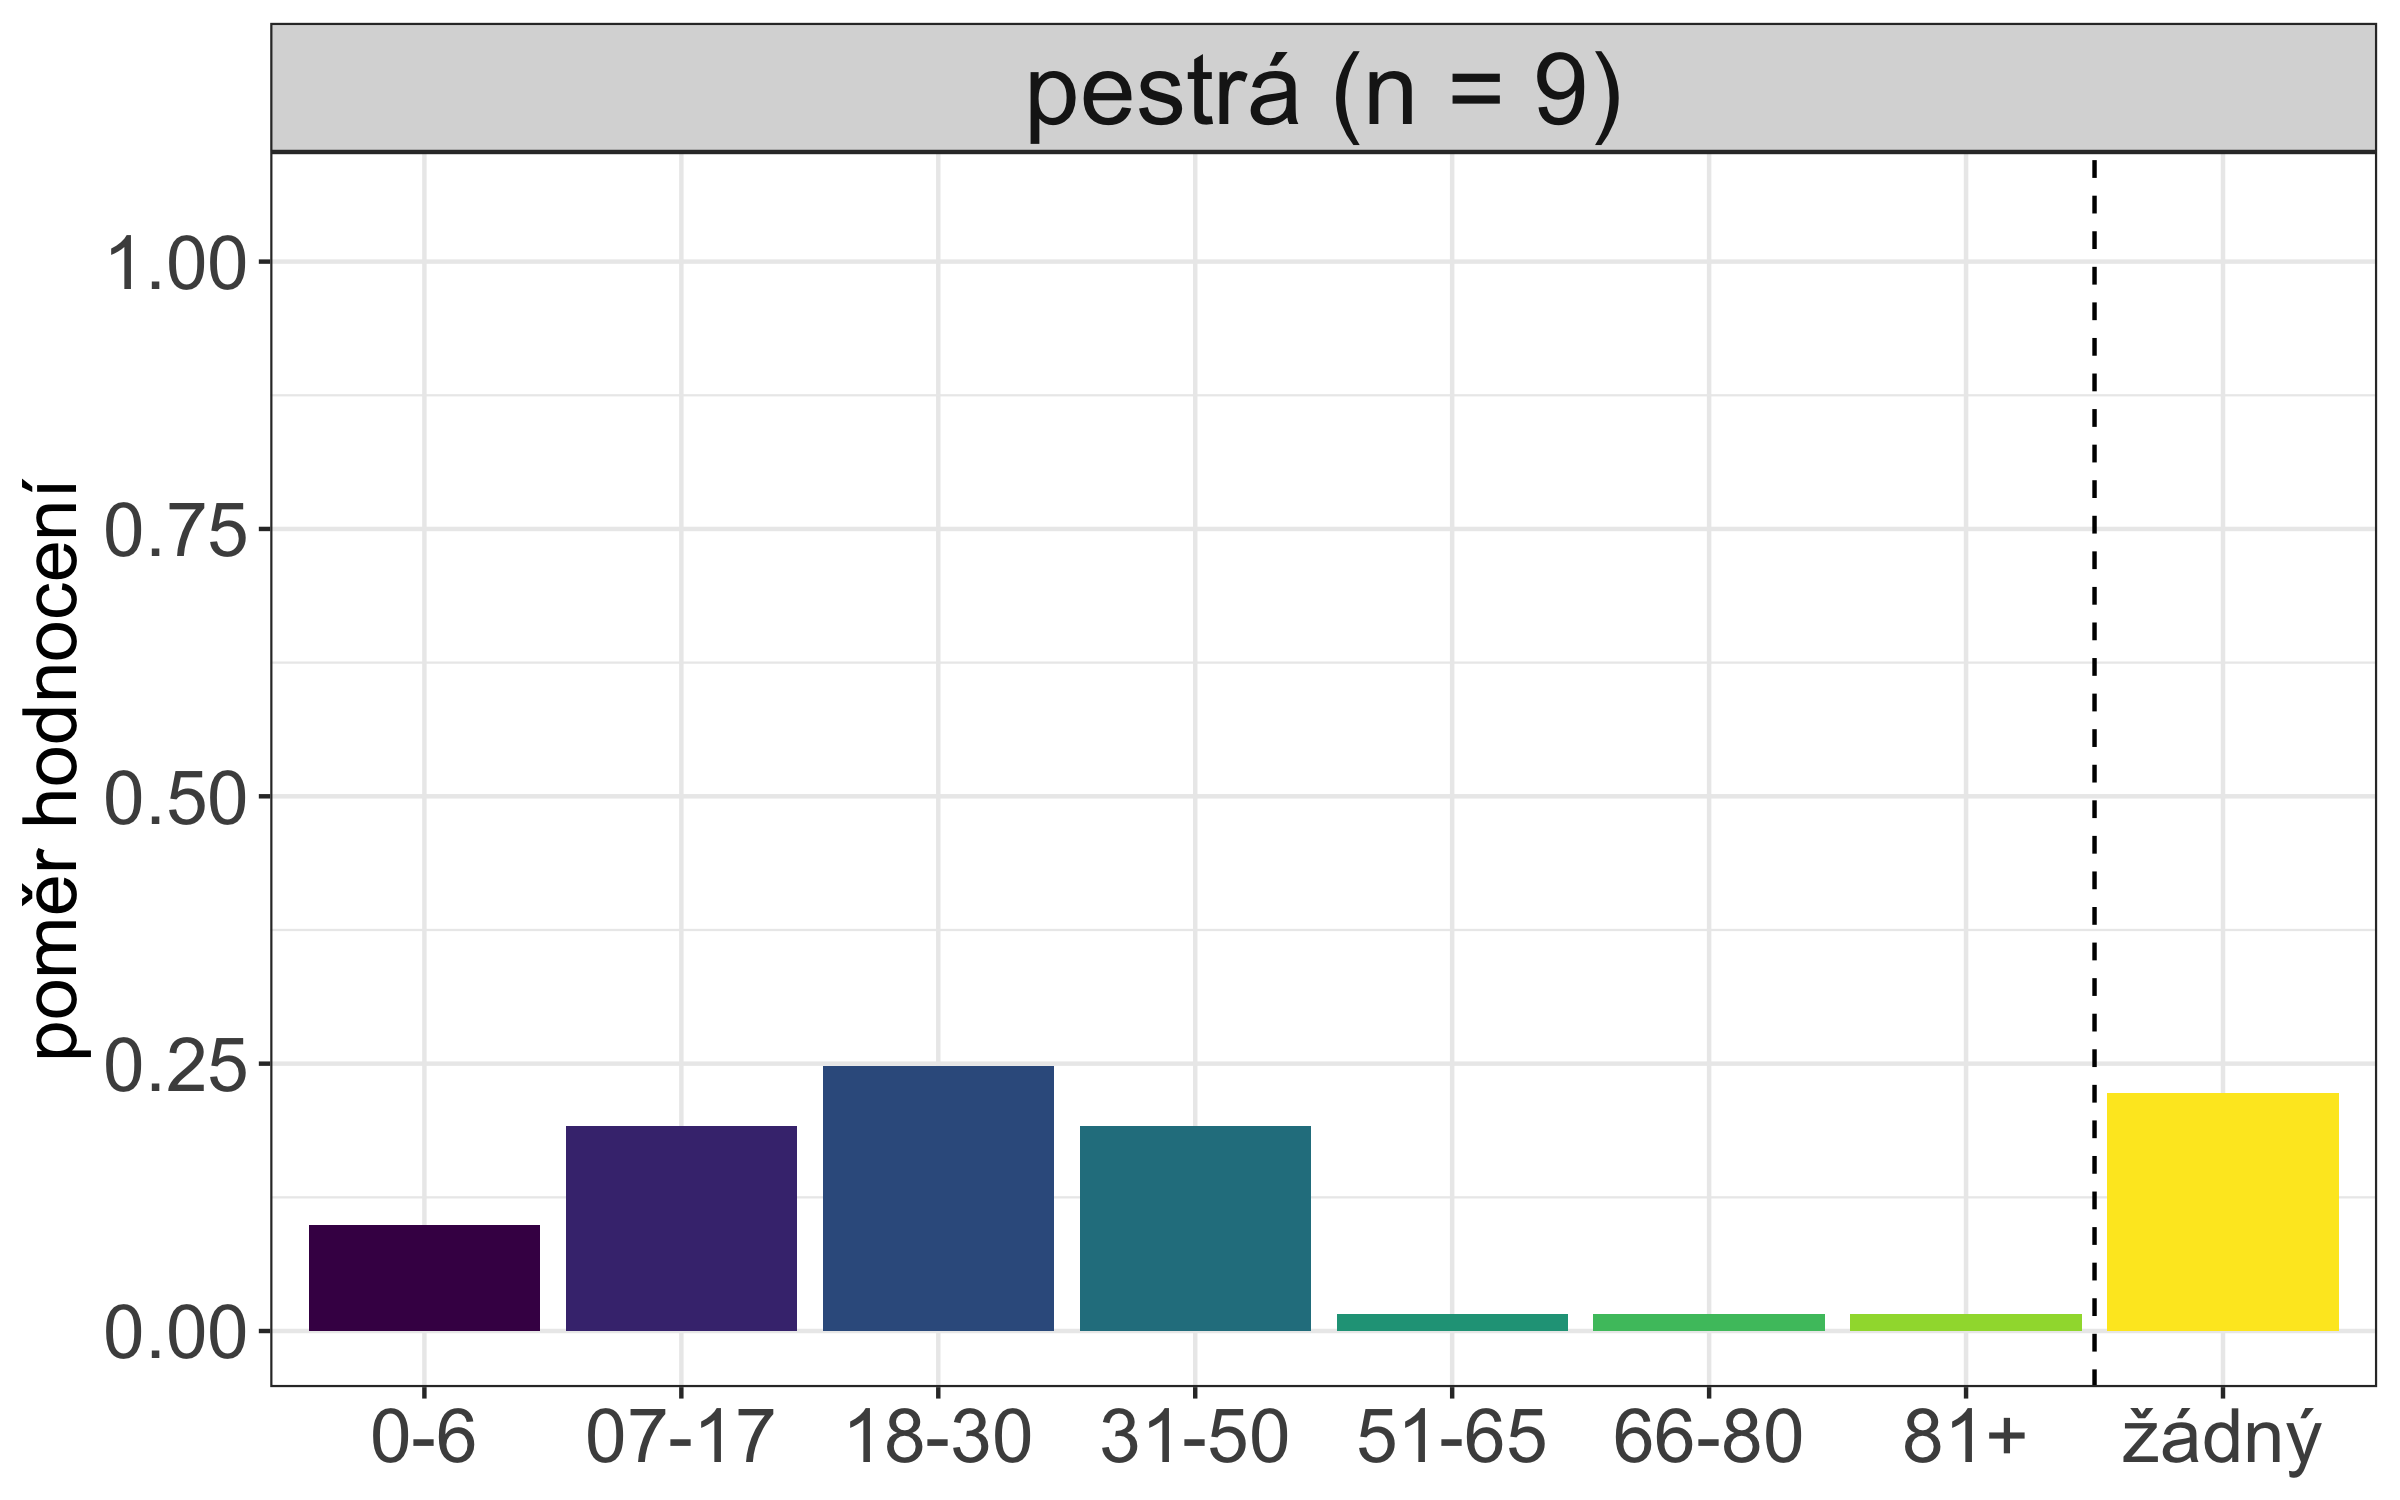 pestrá (n = 9)
poměr hodnocení
1.00
0.75
0.50
0.25
0.00
0-6 07-17 18-30 31-50 51-65 66-80 81+ žádný